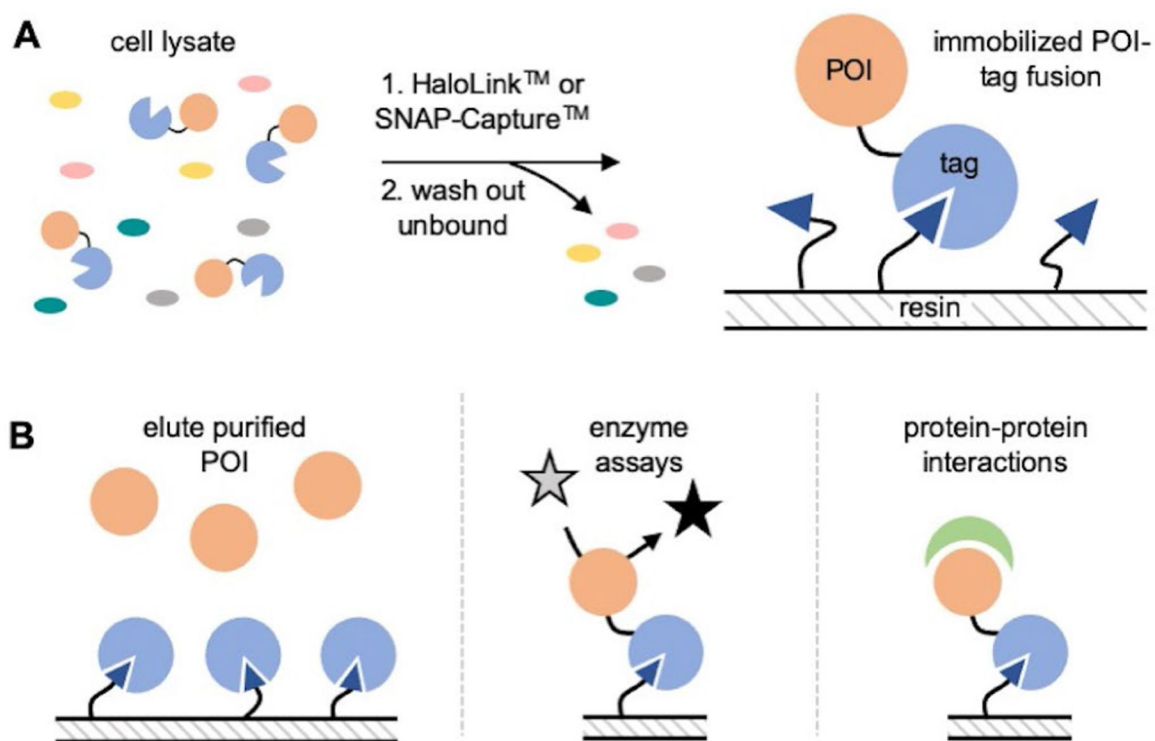 A
cell lysate
1. HaloLink™ or
SNAP-Capture™
2. wash out
unbound
POI
tag
immobilized POI-
tag fusion
resin
B
elute purified
POI
enzyme
assays
protein-protein
interactions